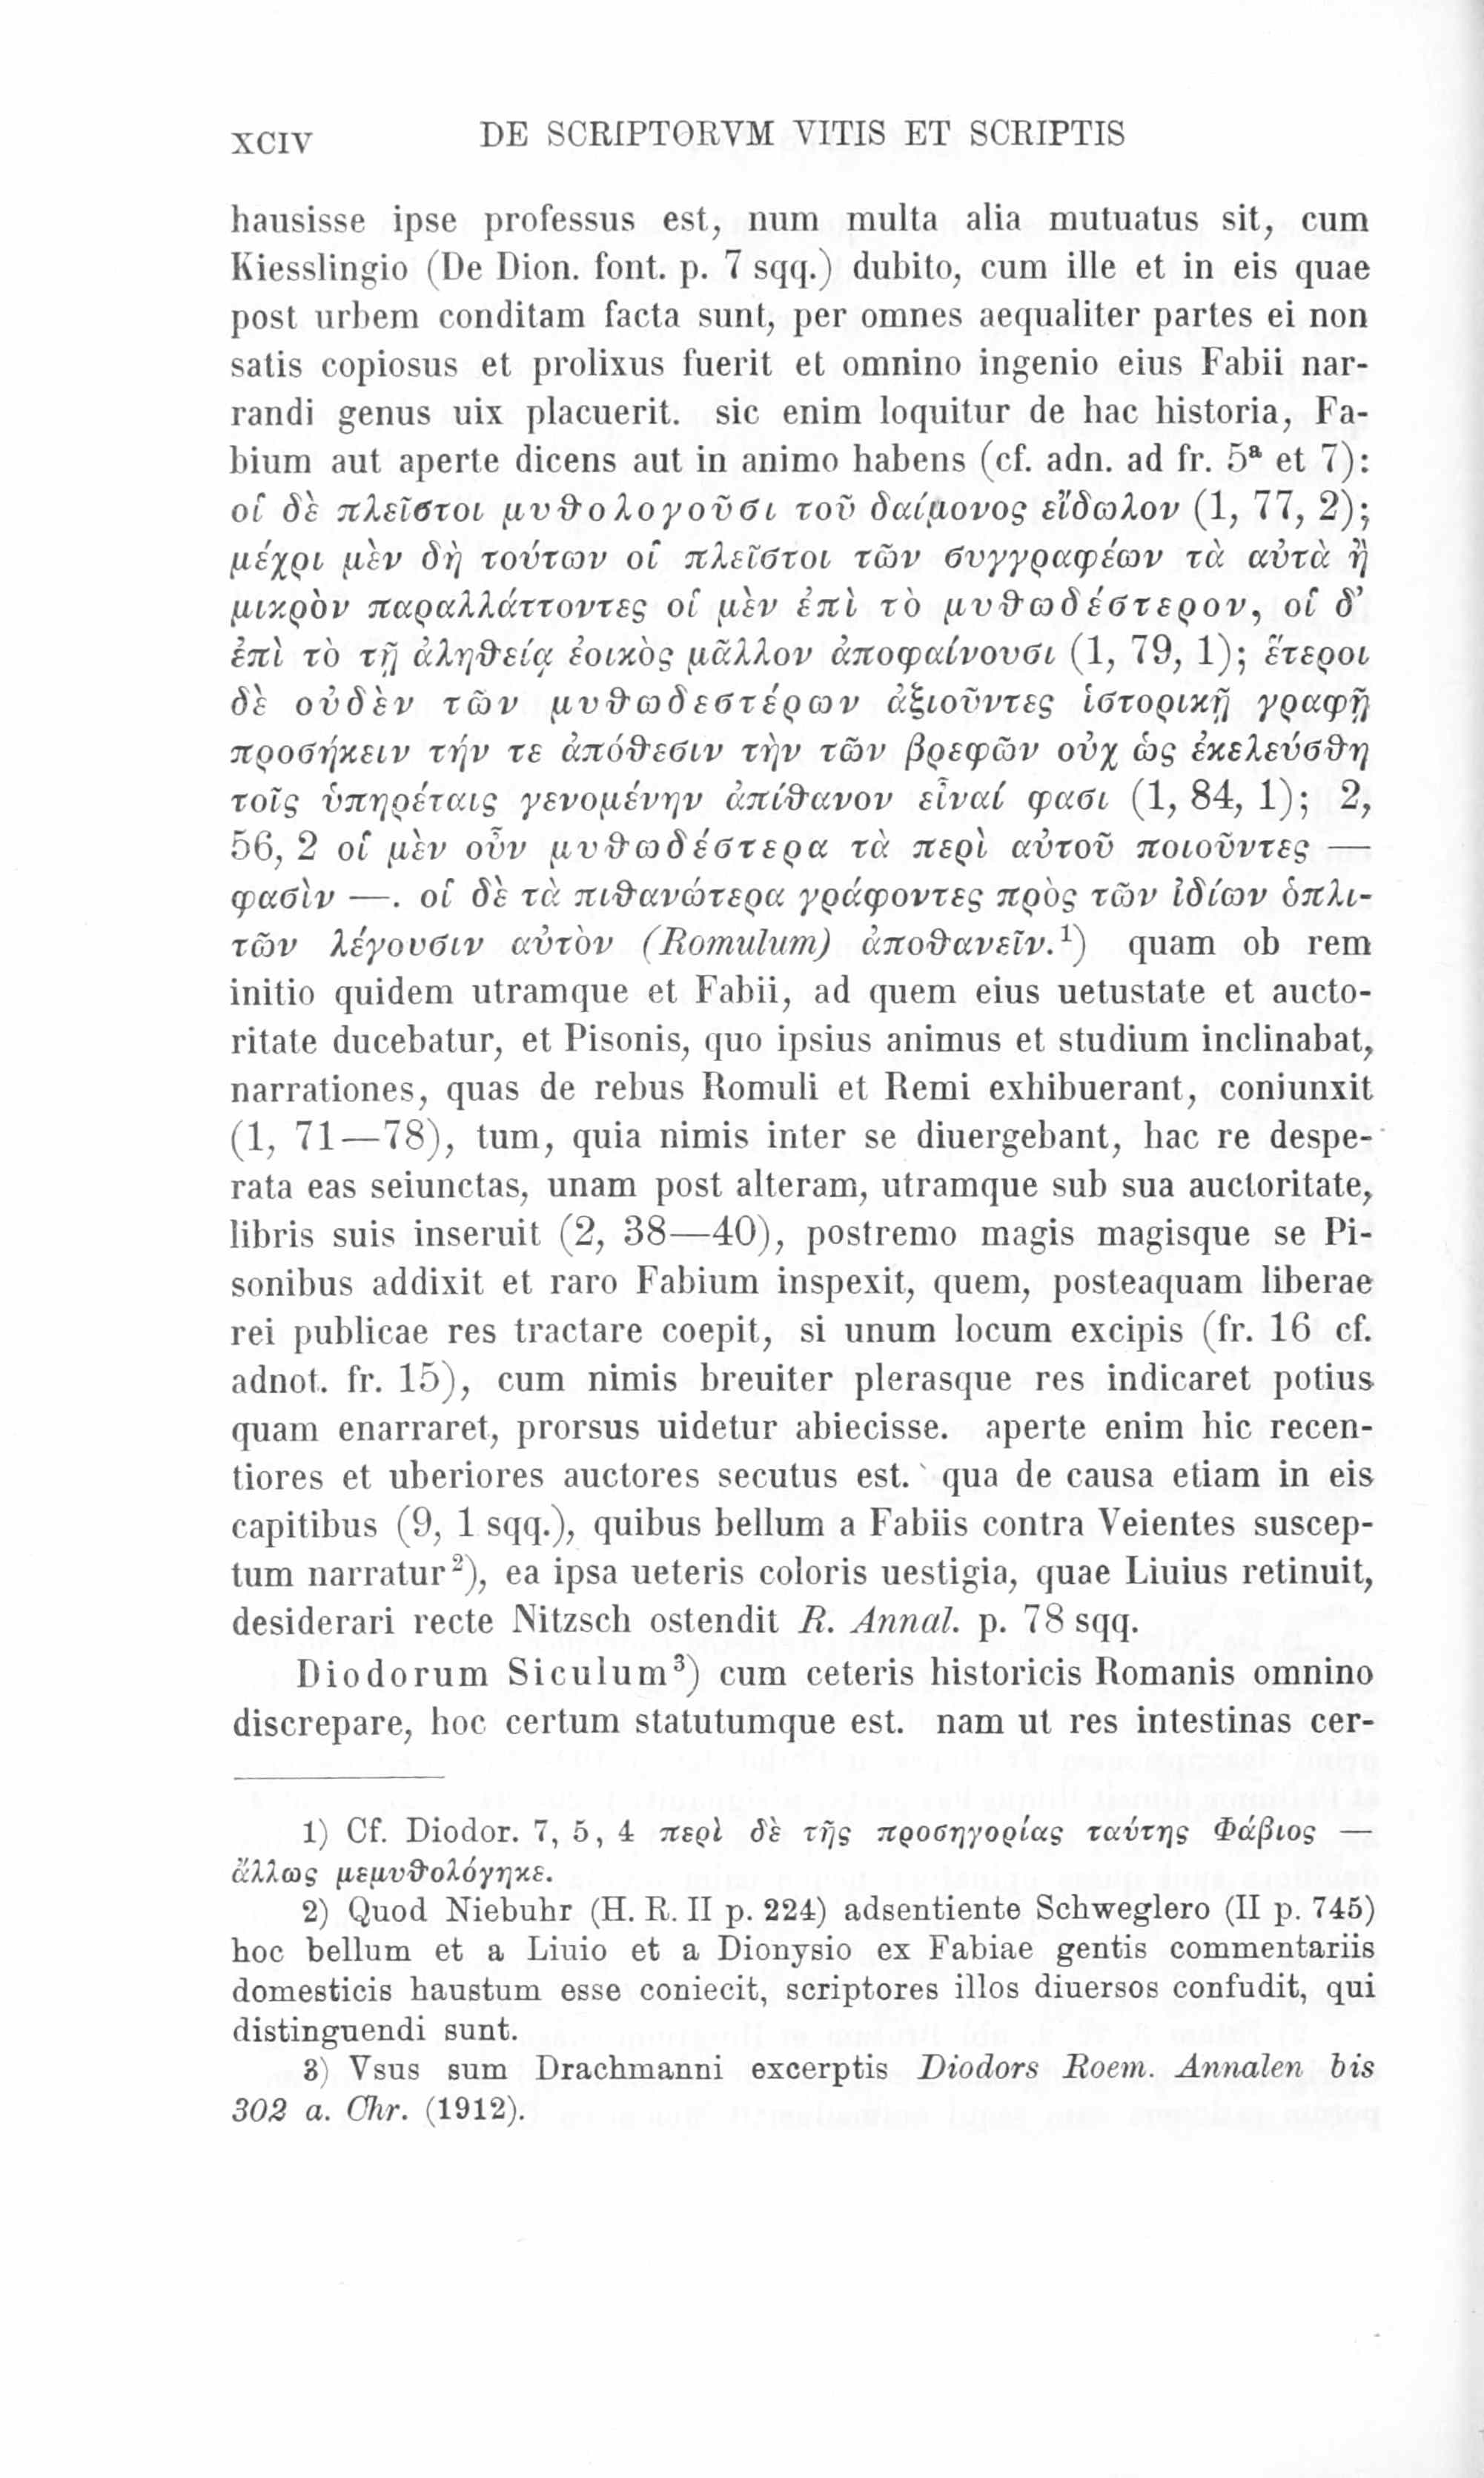 XCIV DE SCRIPTORVM VITIS ET SCRIPTIS
hausisse ipse professus est, num multa alia mutuatus sit, cum
Kiesslingio (De Dion. font. p. 7 sqq.) dubito, cum ille et in eis quae
post urbem conditam facta sunt, per omnes aequaliter partes ei non
satis copiosus et prolixus fuerit et omnino ingenio eius Fabii nar-
randi genus uix placuerit. sic enim loquitur de hac historia, Fa-
bium aut aperte dicens aut in animo habens (cf. adn. ad fr. 5ª et 7):
οἱ δὲ πλεῖστοι μυθολογοῦσι τοῦ δαίμονος εἴδωλον (1, 77, 2);
μέχρι μὲν δὴ τούτων οἱ πλεῖστοι τῶν συγγραφέων τὰ αὐτὰ ἢ
μικρὸν παραλλάττοντες οἱ μὲν ἐπὶ τὸ μυθωδέστερον, οἱ δ’
ἐπὶ τὸ τῇ ἀληθείᾳ ἐοικὸς μᾶλλον ἀποφαίνουσι (1, 79, 1); ἕτεροι
δὲ οὐδὲν τῶν μυθωδεστέρων ἀξιοῦντες ἱστορικῇ γραφῇ
προσήκειν τήν τε ἀπόθεσιν τὴν τῶν βρεφῶν οὐχ ὡς ἐκελεύσθη
τοῖς ὑπηρέταις γενομένην ἀπίθανον εἶναί φασι (1, 84, 1); 2,
56, 2 οἱ μὲν οὖν μυθωδέστερα τὰ περὶ αὐτοῦ ποιοῦντες —
φασὶν —. οἱ δὲ τὰ πιθανώτερα γράφοντες πρὸς τῶν ἰδίων ὁπλι-
τῶν λέγουσιν αὐτὸν (Romulum) ἀποθανεῖν.¹) quam ob rem
initio quidem utramque et Fabii, ad quem eius uetustate et aucto-
ritate ducebatur, et Pisonis, quo ipsius animus et studium inclinabat,
narrationes, quas de rebus Romuli et Remi exhibuerant, coniunxit
(1, 71—78), tum, quia nimis inter se diuergebant, hac re despe-
rata eas seiunctas, unam post alteram, utramque sub sua auctoritate,
libris suis inseruit (2, 38—40), postremo magis magisque se Pi-
sonibus addixit et raro Fabium inspexit, quem, posteaquam liberae
rei publicae res tractare coepit, si unum locum excipis (fr. 16 cf.
adnot. fr. 15), cum nimis breuiter plerasque res indicaret potius
quam enarraret, prorsus uidetur abiecisse. aperte enim hic recen-
tiores et uberiores auctores secutus est. qua de causa etiam in eis
capitibus (9, 1 sqq.), quibus bellum a Fabiis contra Veientes suscep-
tum narratur²), ea ipsa ueteris coloris uestigia, quae Liuius retinuit,
desiderari recte Nitzsch ostendit R. Annal. p. 78 sqq.
Diodorum Siculum³) cum ceteris historicis Romanis omnino
discrepare, hoc certum statutumque est. nam ut res intestinas cer-
1) Cf. Diodor. 7, 5, 4 περὶ δὲ τῆς προσηγορίας ταύτης Φάβιος —
ἄλλως μεμυθολόγηκε.
2) Quod Niebuhr (H. R. II p. 224) adsentiente Schweglero (II p. 745)
hoc bellum et a Liuio et a Dionysio ex Fabiae gentis commentariis
domesticis haustum esse coniecit, scriptores illos diuersos confudit, qui
distinguendi sunt.
3) Vsus sum Drachmanni excerptis Diodors Roem. Annalen bis
302 a. Chr. (1912).